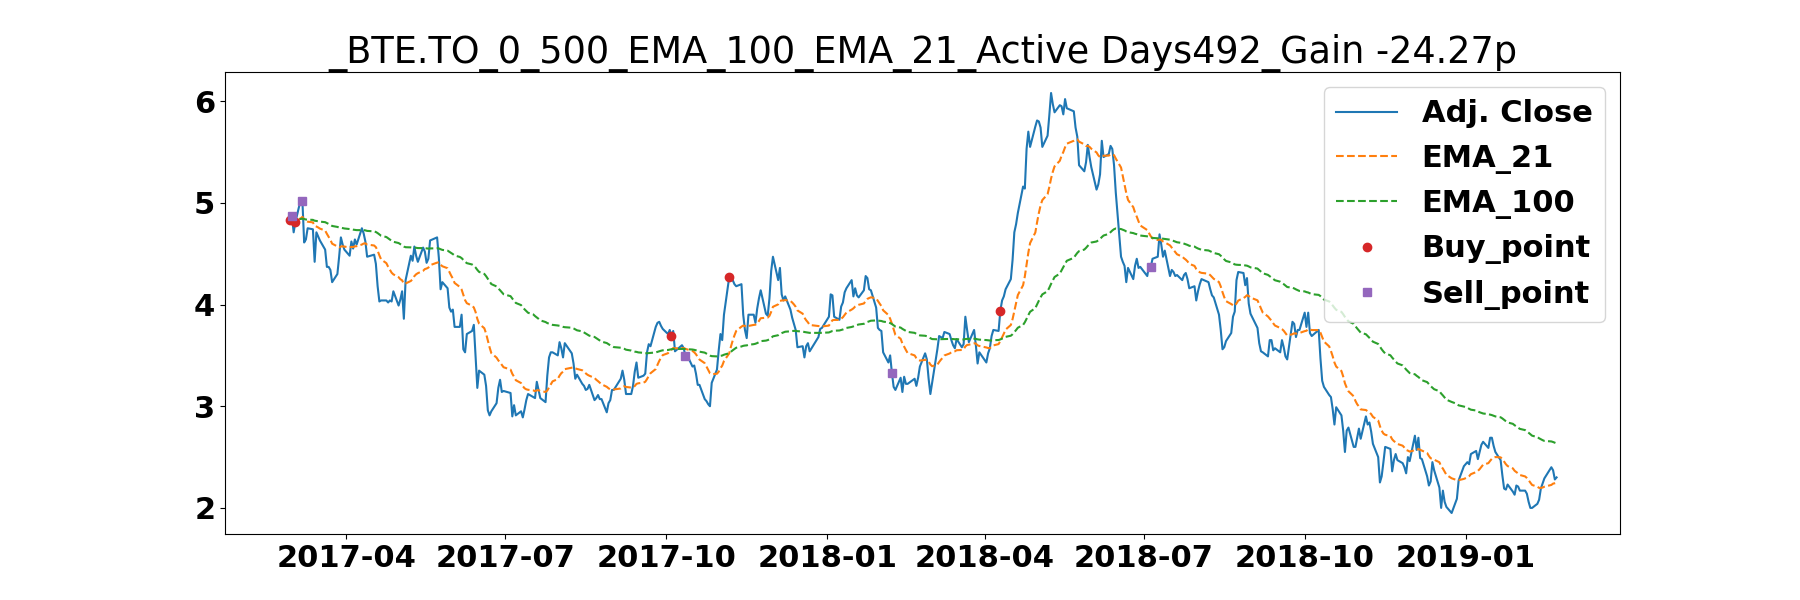 _BTE.TO_0_500_EMA_100_EMA_21_Active Days492_Gain -24.27p
6
5
4
3
2
Adj. Close
EMA_21
EMA_100
Buy_point
Sell_point
2017-04 2017-07 2017-10 2018-01 2018-04 2018-07 2018-10 2019-01